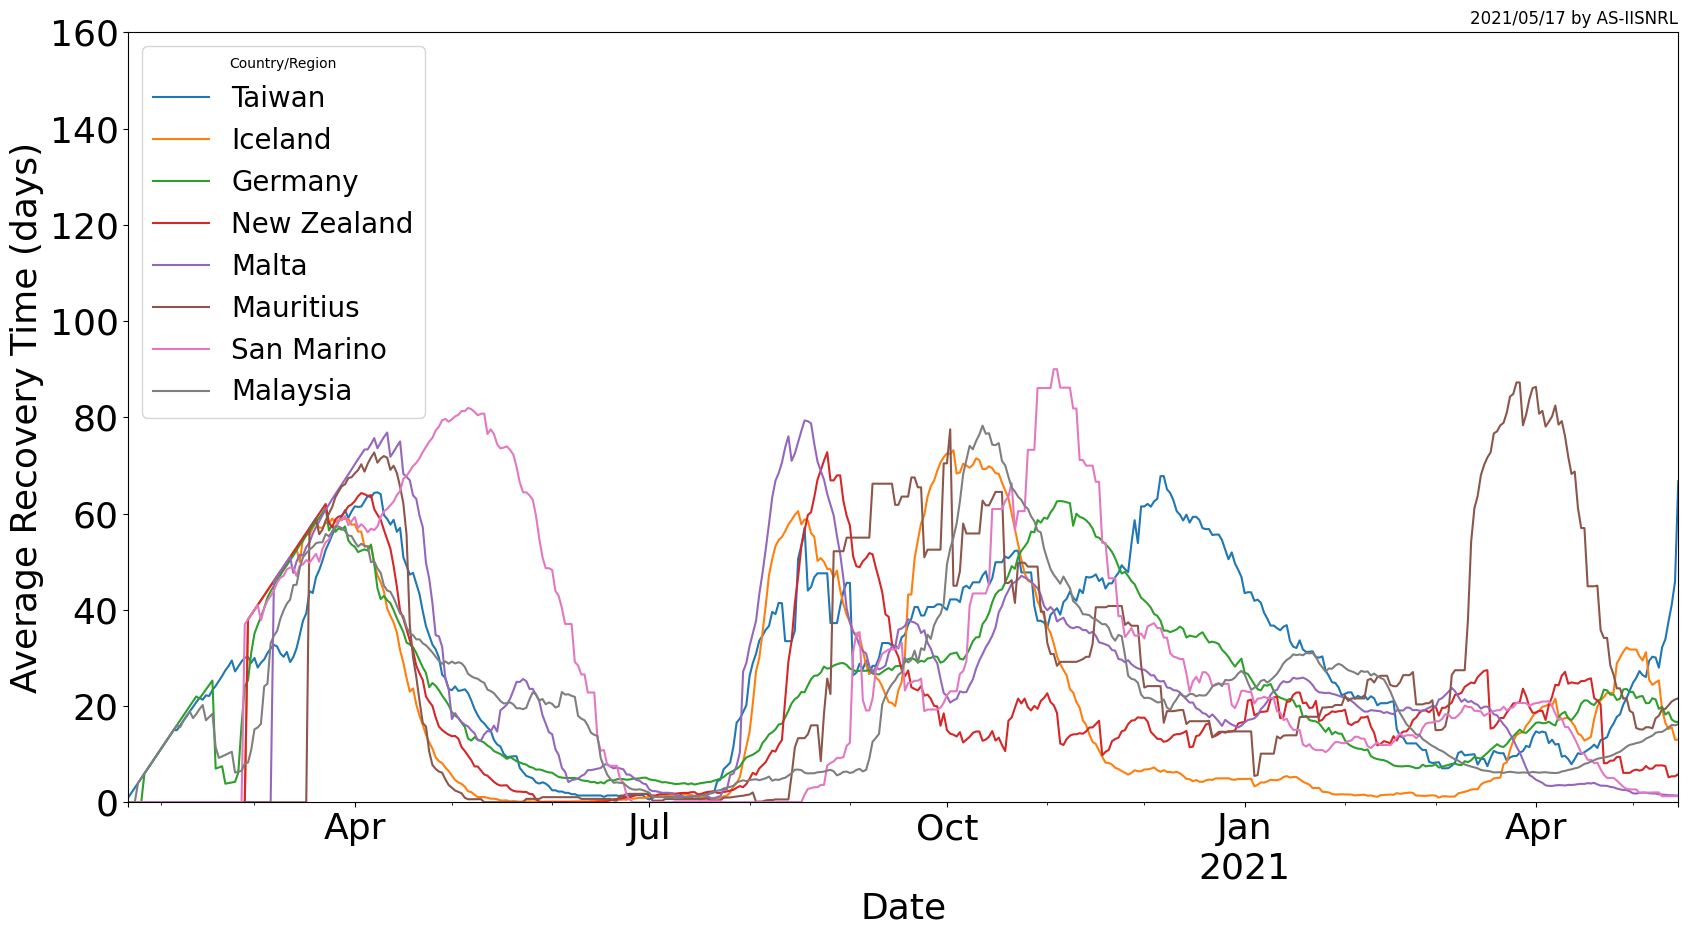 2021/05/17 by AS-IISNRL
160
140
120
100
80
60
40
20
0
Average Recovery Time (days)
Country/Region
Taiwan
Iceland
Germany
New Zealand
Malta
Mauritius
San Marino
Malaysia
Apr
Jul
Oct
Jan
2021
Apr
Date